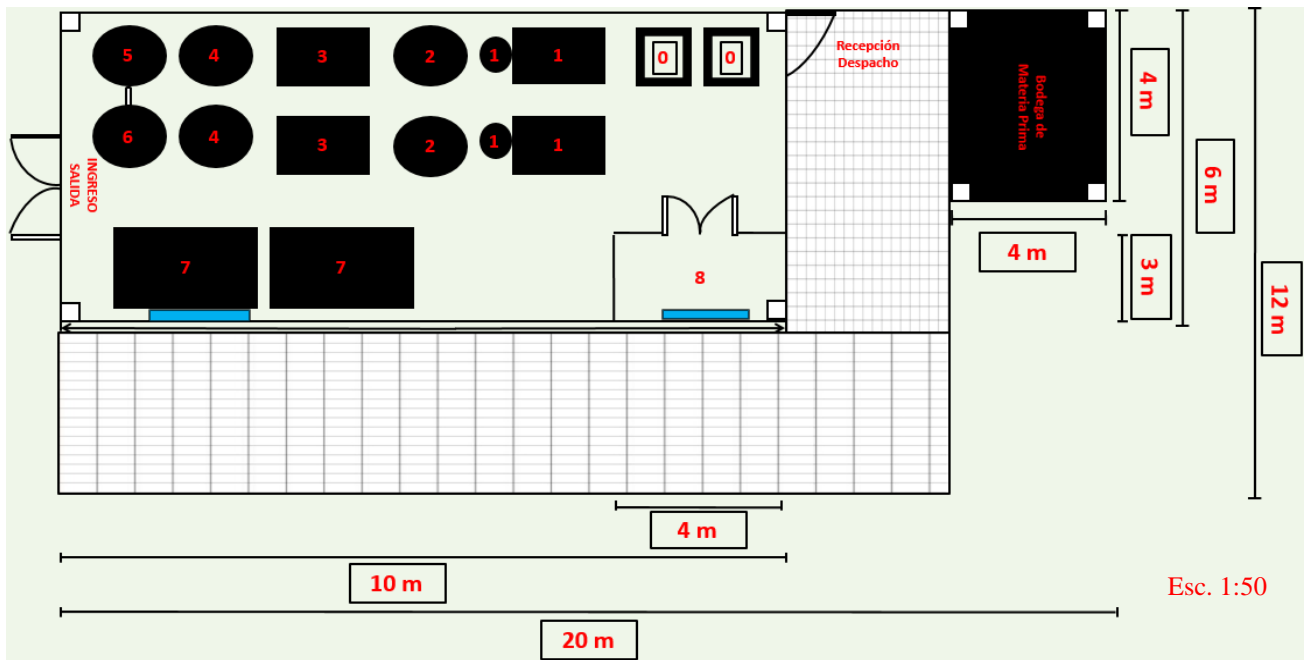 5
4
3
2
1
1
0
0
Recepción
Despacho
Bodega de
Materia Prima
6
4
3
2
1
1
INGRESO
SALIDA
7
7
8
4 m
6 m
12 m
4 m
3 m
4 m
10 m
20 m
Esc. 1:50